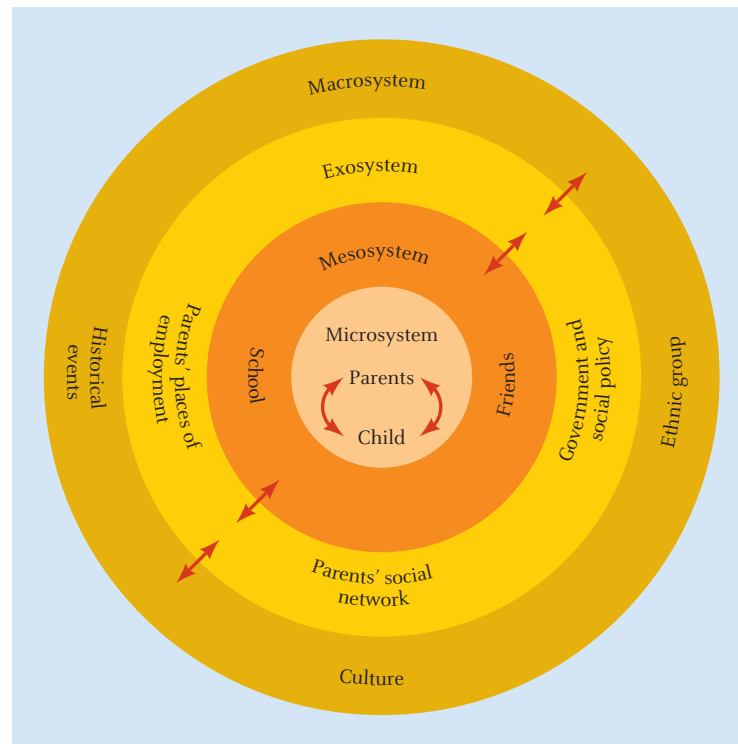 Macrosystem
Exosystem
Mesosystem
Microsystem
Parents
Child
School
Friends
Parents’ places of
employment
Government and
social policy
Parents’ social
network
Historical
events
Ethnic group
Culture